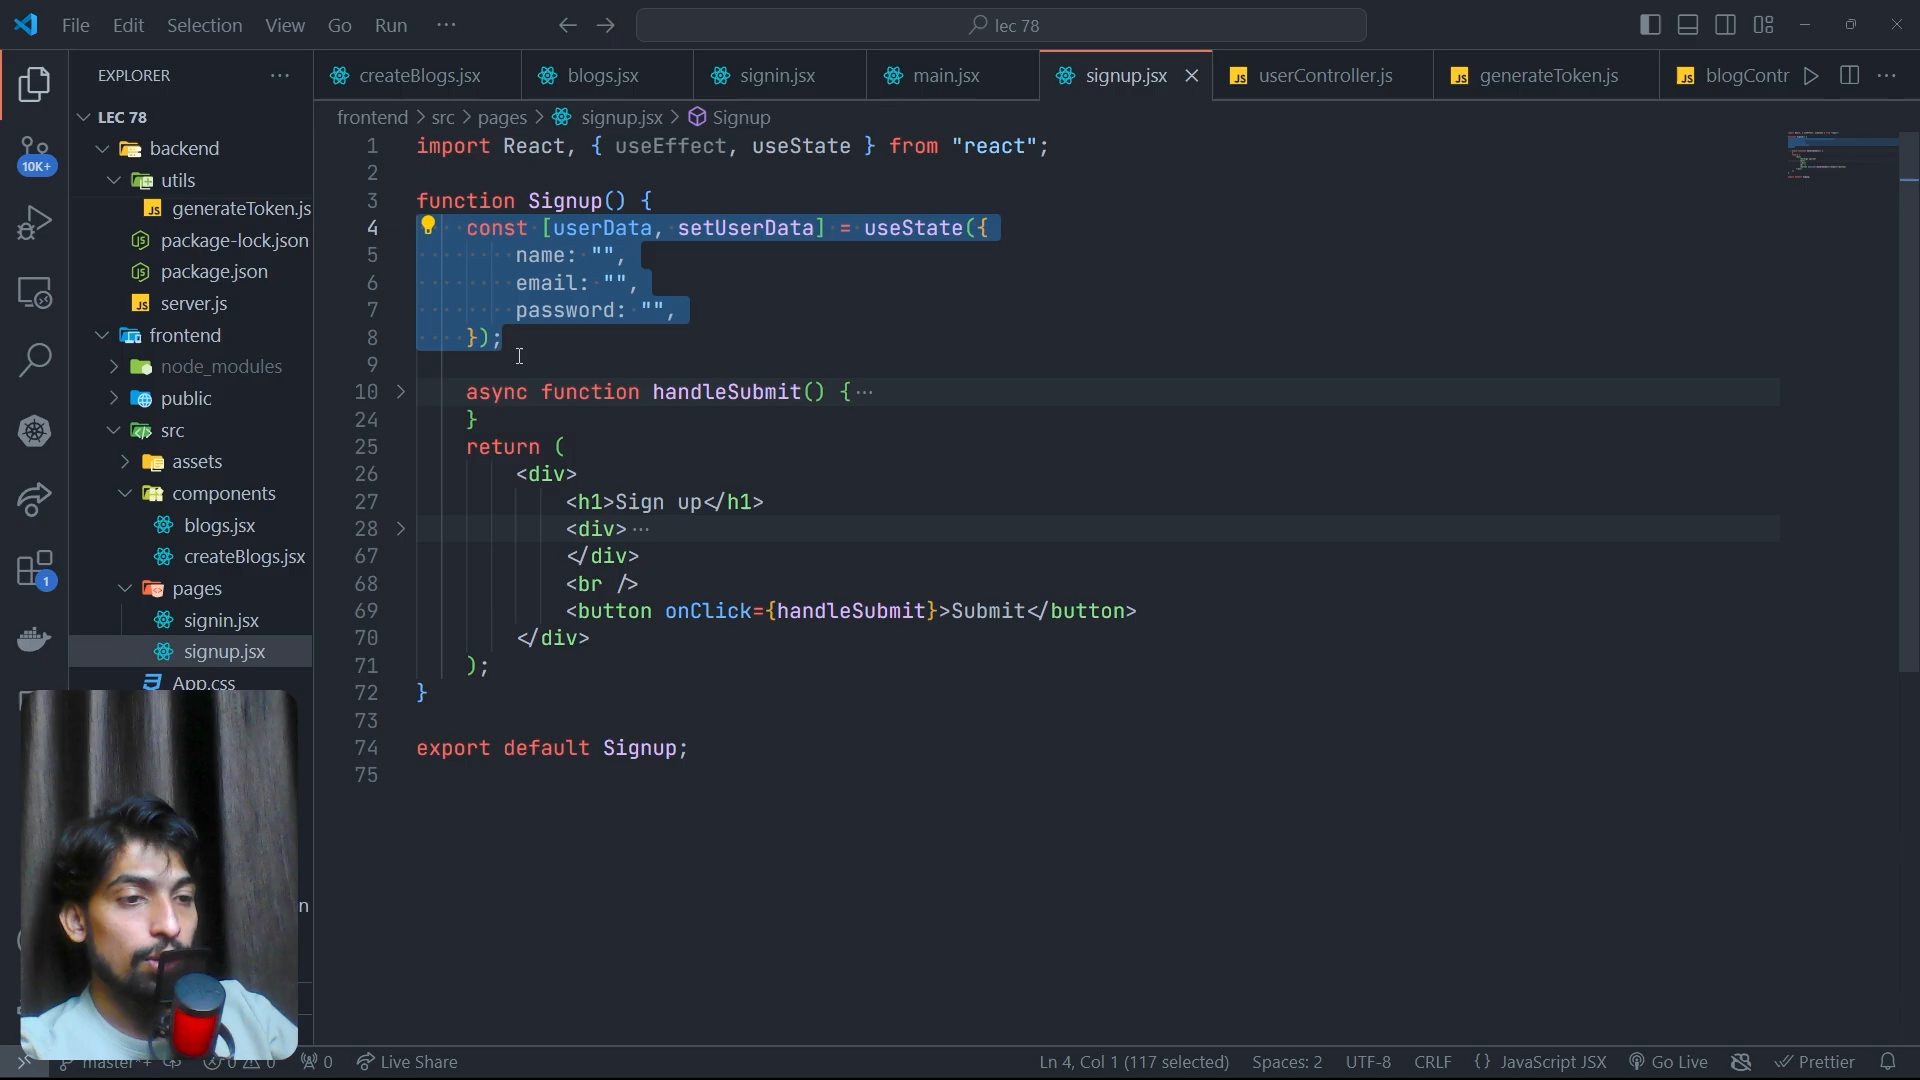 File Edit Selection View Go Run ··· lec 78
EXPLORER ···
createBlogs.jsx blogs.jsx signin.jsx main.jsx signup.jsx userController.js generateToken.js blogContr ···
10K+
1
LEC 78
backend
utils
generateToken.js
package-lock.json
package.json
server.js
frontend
node_modules
public
src
assets
components
blogs.jsx
createBlogs.jsx
pages
signin.jsx
signup.jsx
App.css
n
frontend > src > pages > signup.jsx > Signup
1 import React, { useEffect, useState } from "react";
2
3 function Signup() {
4 const [userData, setUserData] = useState({
5 name: "",
6 email: "",
7 password: "",
8 });
9
10 async function handleSubmit() {···
24 }
25 return (
26 <div>
27 <h1>Sign up</h1>
28 <div>···
67 </div>
68 <br />
69 <button onClick={handleSubmit}>Submit</button>
70 </div>
71 );
72 }
73
74 export default Signup;
75
master*+ 0 0 0 Live Share Ln 4, Col 1 (117 selected) Spaces: 2 UTF-8 CRLF {} JavaScript JSX Go Live Prettier